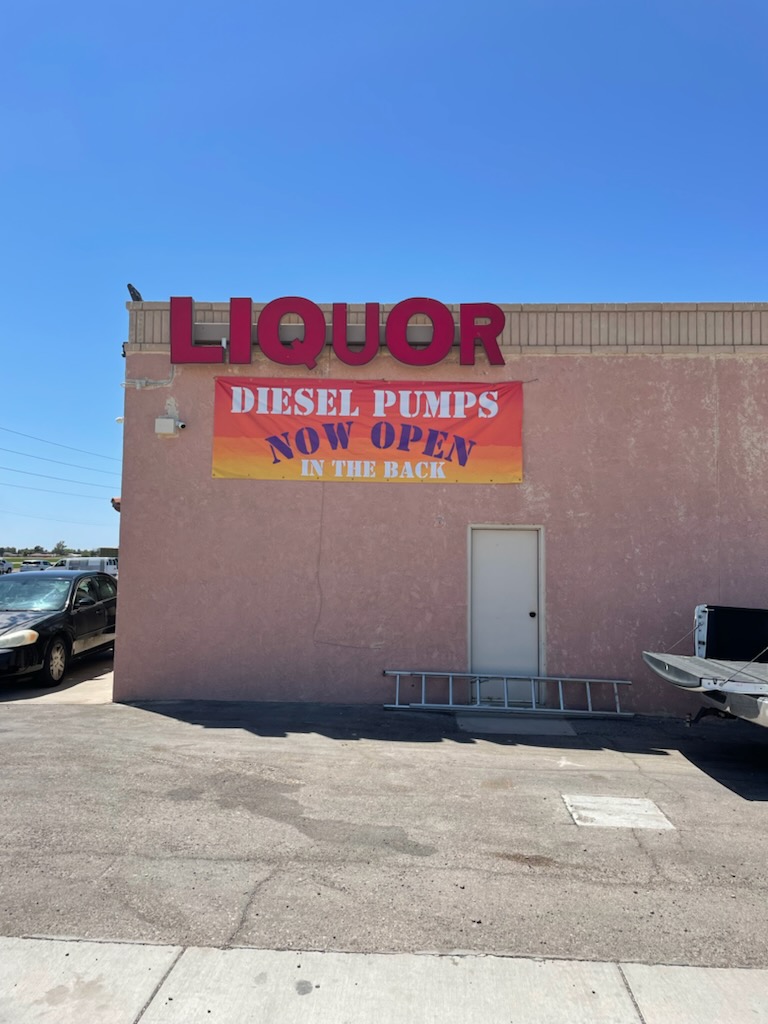 LIQUOR
DIESEL PUMPS
NOW OPEN
IN THE BACK